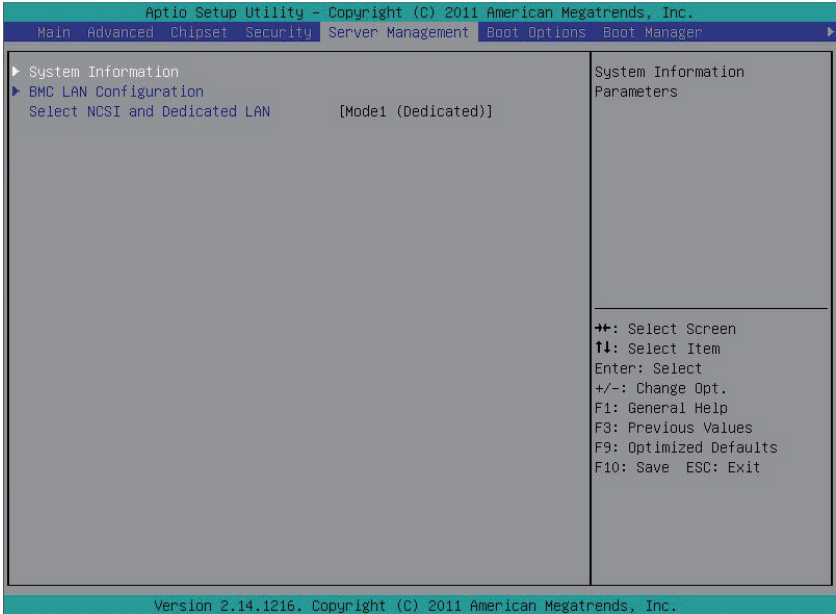 Aptio Setup Utility – Copyright (C) 2011 American Megatrends, Inc.
Main Advanced Chipset Security Server Management Boot Options Boot Manager
System Information
BMC LAN Configuration
Select NCSI and Dedicated LAN [Mode1 (Dedicated)]
System Information
Parameters
→←: Select Screen
↑↓: Select Item
Enter: Select
+/-: Change Opt.
F1: General Help
F3: Previous Values
F9: Optimized Defaults
F10: Save ESC: Exit
Version 2.14.1216. Copyright (C) 2011 American Megatrends, Inc.